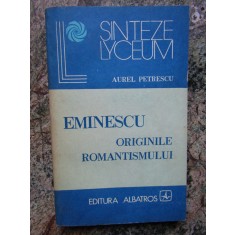 SINTEZE
LYCEUM
AUREL PETRESCU
EMINESCU
ORIGINILE
ROMANTISMULUI
EDITURA ALBATROS